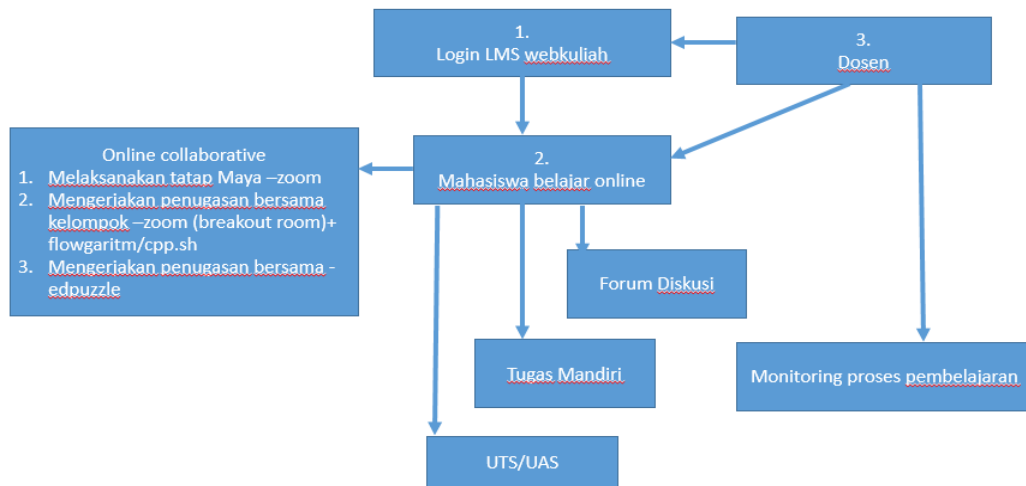 1.
Login LMS webkuliah
3.
Dosen
Online collaborative
1. Melaksanakan tatap Maya –zoom
2. Mengerjakan penugasan bersama
kelompok –zoom (breakout room)+
flowgaritm/cpp.sh
3. Mengerjakan penugasan bersama -
edpuzzle
2.
Mahasiswa belajar online
Forum Diskusi
Tugas Mandiri
Monitoring proses pembelajaran
UTS/UAS